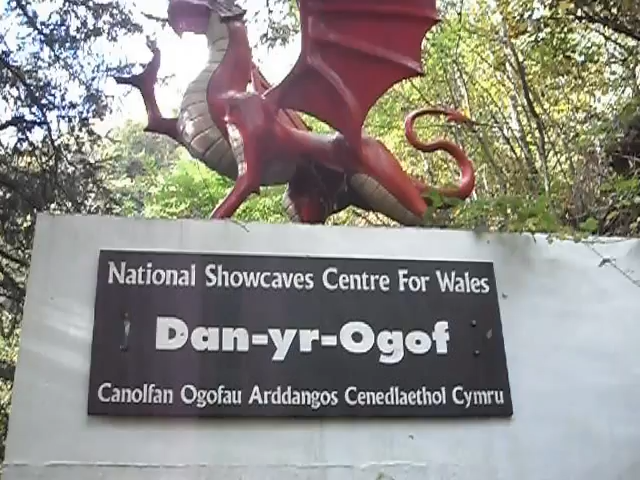 National Showcaves Centre For Wales
Dan-yr-Ogof
Canolfan Ogofau Arddangos Cenedlaethol Cymru